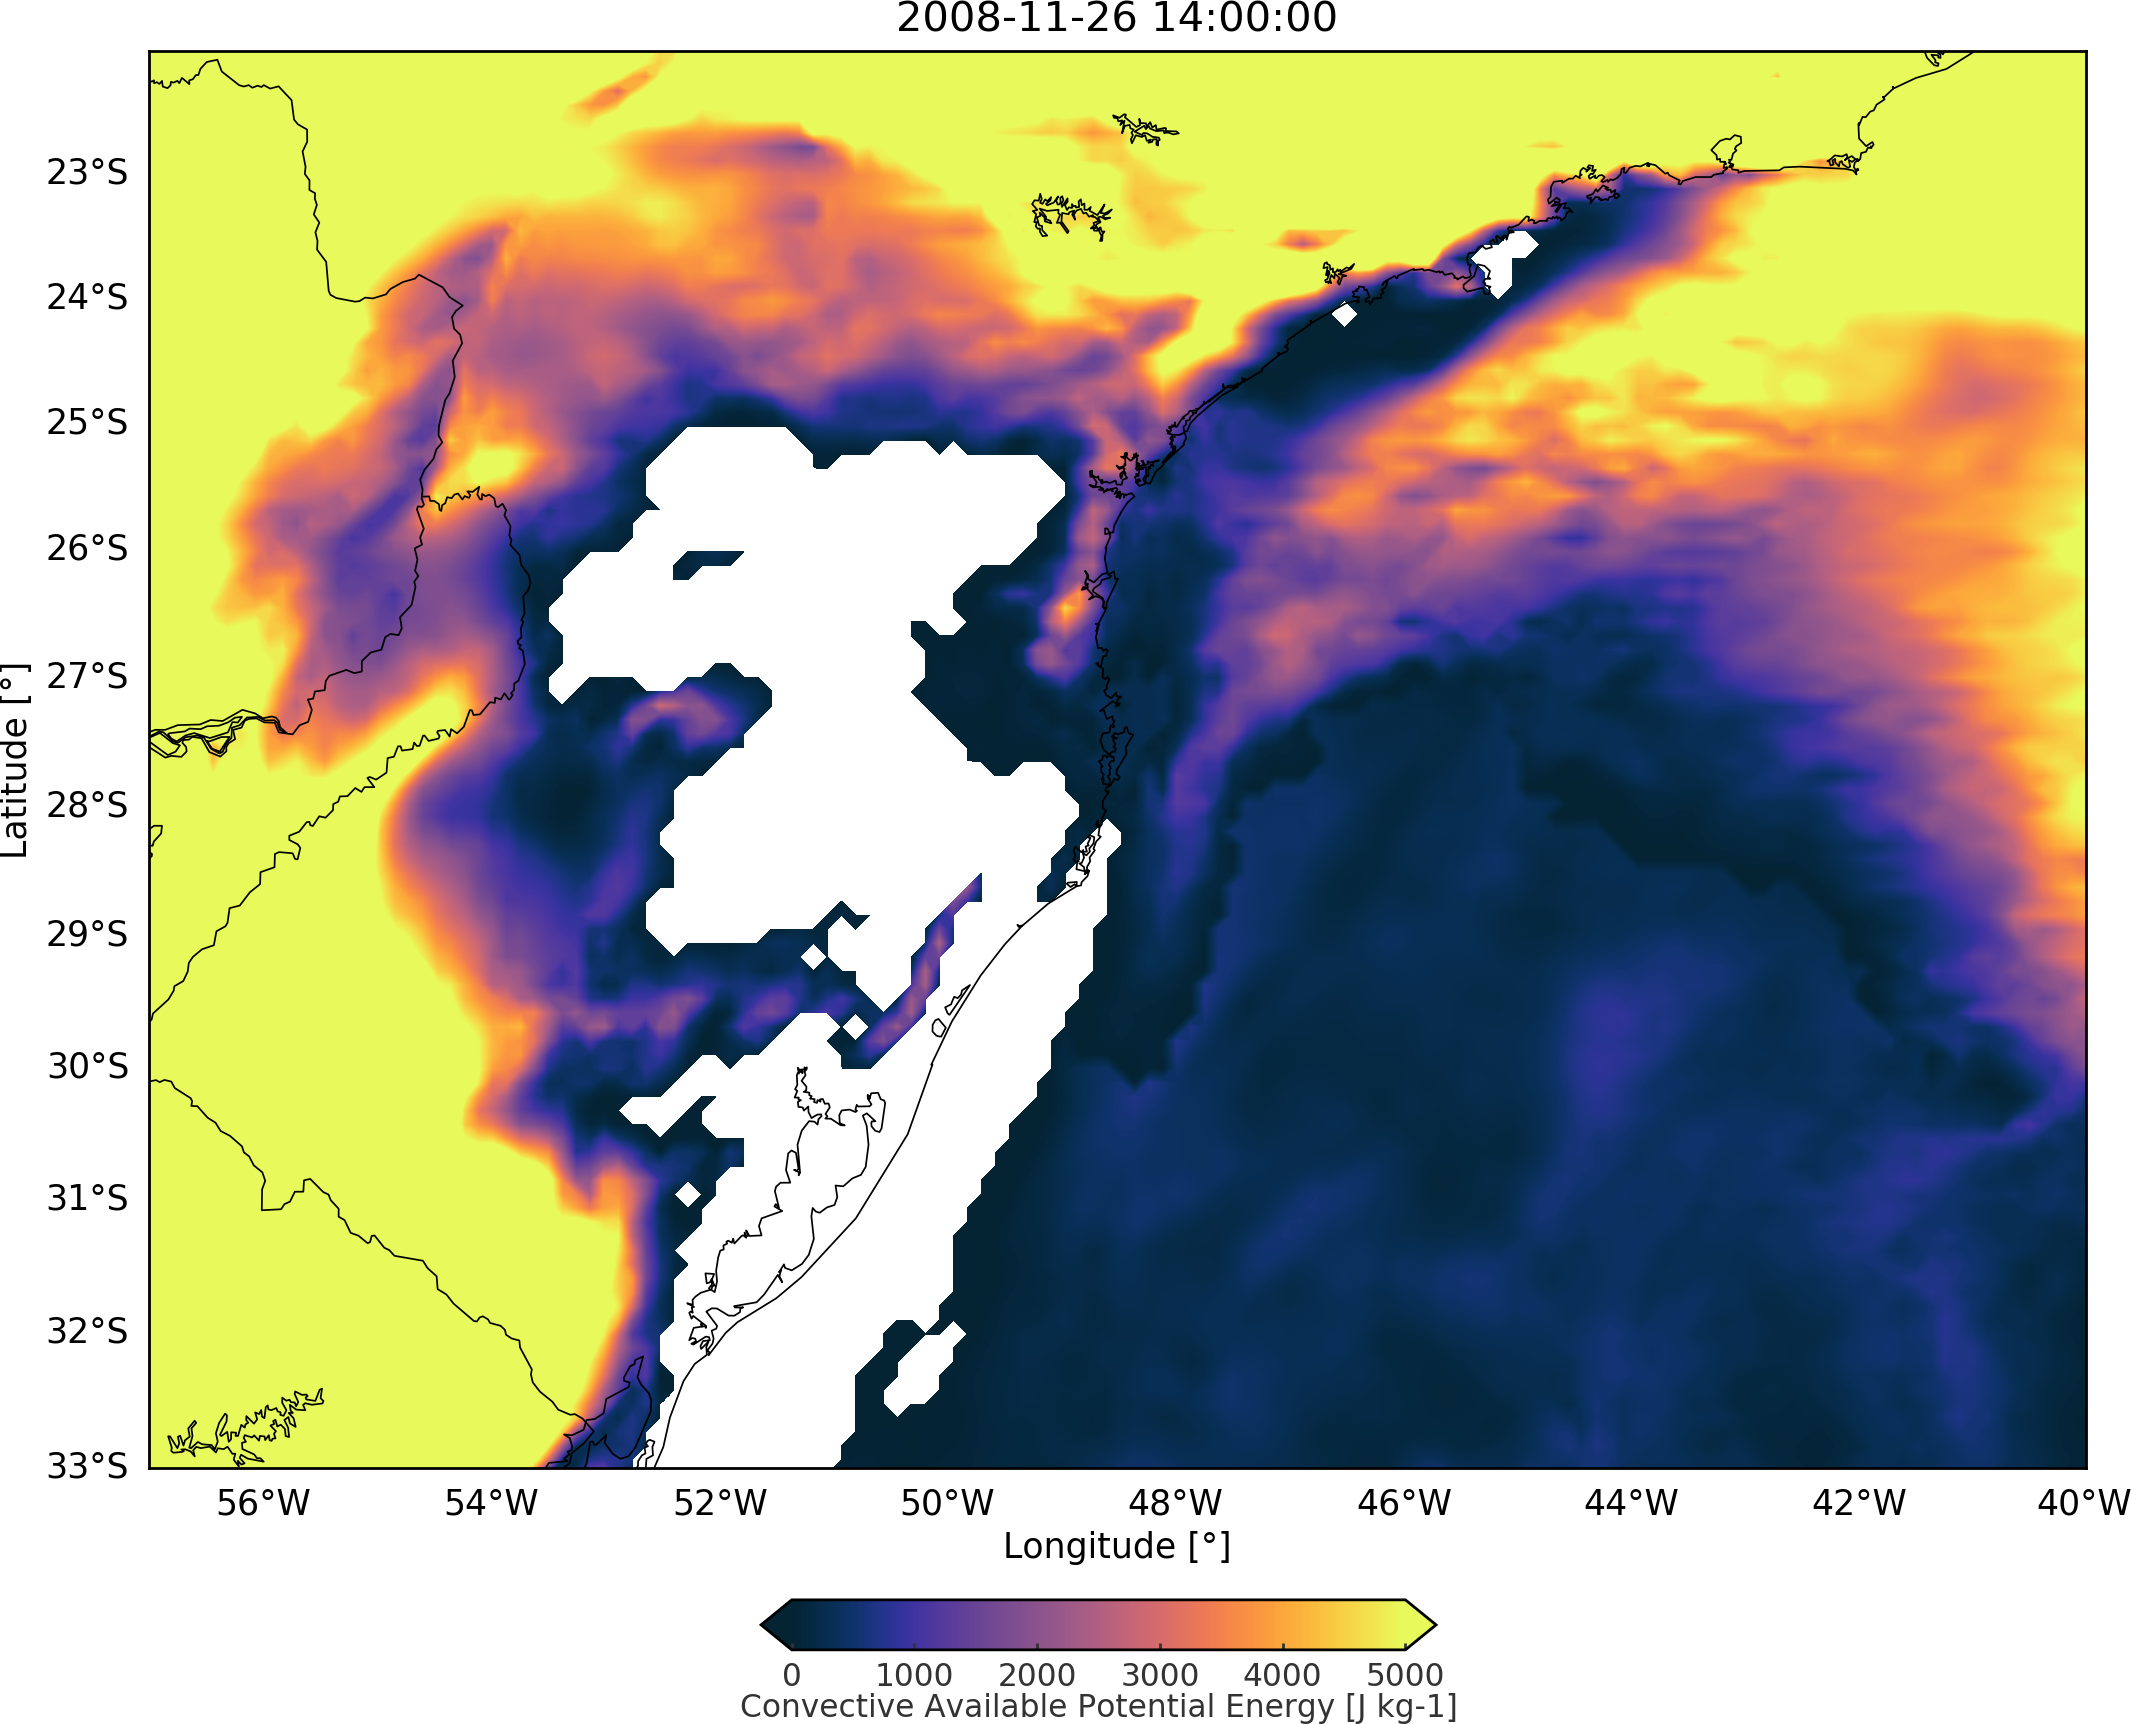 2008-11-26 14:00:00
Latitude [°]
23°S
24°S
25°S
26°S
27°S
28°S
29°S
30°S
31°S
32°S
33°S
56°W 54°W 52°W 50°W 48°W 46°W 44°W 42°W 40°W
Longitude [°]
0 1000 2000 3000 4000 5000
Convective Available Potential Energy [J kg-1]